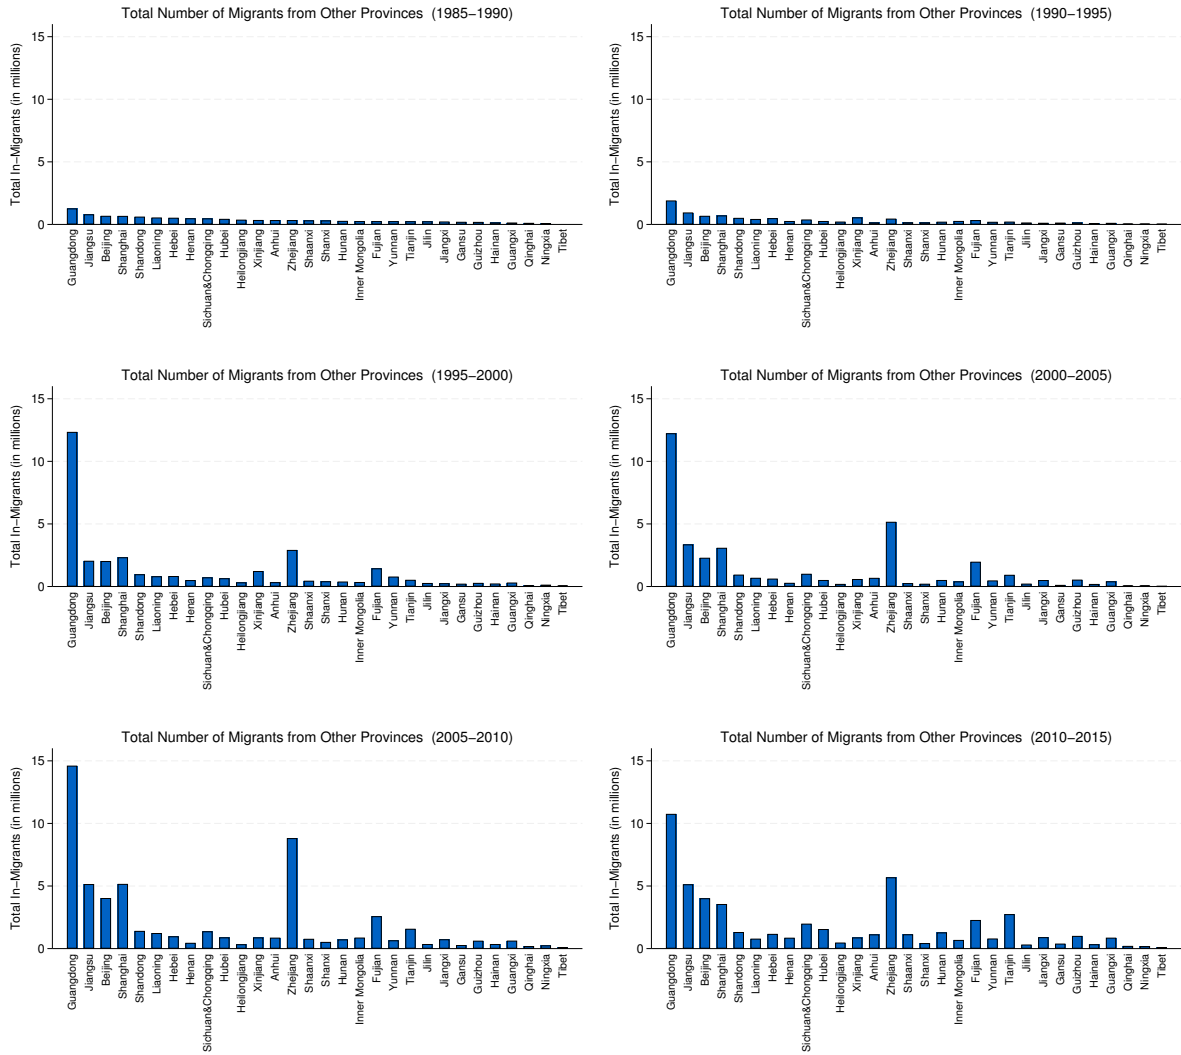 Total Number of Migrants from Other Provinces (1985−1990)
Total In−Migrants (in millions)
15
10
5
0
Guangdong
Jiangsu
Beijing
Shanghai
Shandong
Liaoning
Hebei
Henan
Sichuan&Chongqing
Hubei
Heilongjiang
Xinjiang
Anhui
Zhejiang
Shaanxi
Shanxi
Hunan
Inner Mongolia
Fujian
Yunnan
Tianjin
Jilin
Jiangxi
Gansu
Guizhou
Hainan
Guangxi
Qinghai
Ningxia
Tibet
Total Number of Migrants from Other Provinces (1990−1995)
Total In−Migrants (in millions)
15
10
5
0
Guangdong
Jiangsu
Beijing
Shanghai
Shandong
Liaoning
Hebei
Henan
Sichuan&Chongqing
Hubei
Heilongjiang
Xinjiang
Anhui
Zhejiang
Shaanxi
Shanxi
Hunan
Inner Mongolia
Fujian
Yunnan
Tianjin
Jilin
Jiangxi
Gansu
Guizhou
Hainan
Guangxi
Qinghai
Ningxia
Tibet
Total Number of Migrants from Other Provinces (1995−2000)
Total In−Migrants (in millions)
15
10
5
0
Guangdong
Jiangsu
Beijing
Shanghai
Shandong
Liaoning
Hebei
Henan
Sichuan&Chongqing
Hubei
Heilongjiang
Xinjiang
Anhui
Zhejiang
Shaanxi
Shanxi
Hunan
Inner Mongolia
Fujian
Yunnan
Tianjin
Jilin
Jiangxi
Gansu
Guizhou
Hainan
Guangxi
Qinghai
Ningxia
Tibet
Total Number of Migrants from Other Provinces (2000−2005)
Total In−Migrants (in millions)
15
10
5
0
Guangdong
Jiangsu
Beijing
Shanghai
Shandong
Liaoning
Hebei
Henan
Sichuan&Chongqing
Hubei
Heilongjiang
Xinjiang
Anhui
Zhejiang
Shaanxi
Shanxi
Hunan
Inner Mongolia
Fujian
Yunnan
Tianjin
Jilin
Jiangxi
Gansu
Guizhou
Hainan
Guangxi
Qinghai
Ningxia
Tibet
Total Number of Migrants from Other Provinces (2005−2010)
Total In−Migrants (in millions)
15
10
5
0
Guangdong
Jiangsu
Beijing
Shanghai
Shandong
Liaoning
Hebei
Henan
Sichuan&Chongqing
Hubei
Heilongjiang
Xinjiang
Anhui
Zhejiang
Shaanxi
Shanxi
Hunan
Inner Mongolia
Fujian
Yunnan
Tianjin
Jilin
Jiangxi
Gansu
Guizhou
Hainan
Guangxi
Qinghai
Ningxia
Tibet
Total Number of Migrants from Other Provinces (2010−2015)
Total In−Migrants (in millions)
15
10
5
0
Guangdong
Jiangsu
Beijing
Shanghai
Shandong
Liaoning
Hebei
Henan
Sichuan&Chongqing
Hubei
Heilongjiang
Xinjiang
Anhui
Zhejiang
Shaanxi
Shanxi
Hunan
Inner Mongolia
Fujian
Yunnan
Tianjin
Jilin
Jiangxi
Gansu
Guizhou
Hainan
Guangxi
Qinghai
Ningxia
Tibet